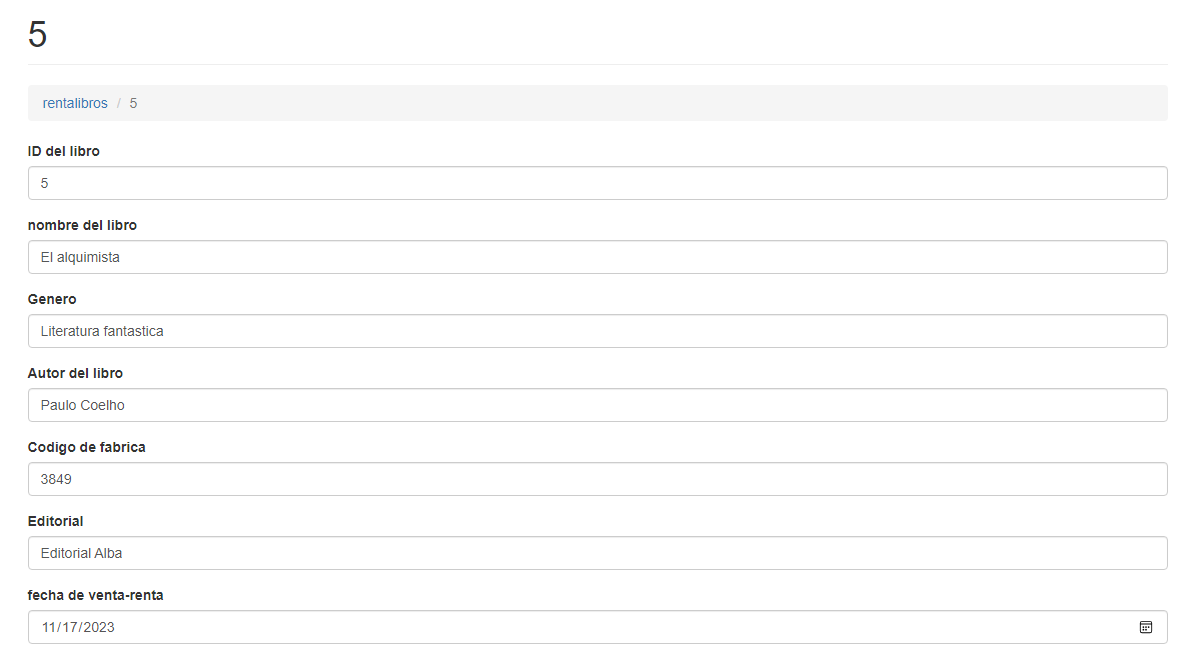 5
rentalibros / 5
ID del libro
5
nombre del libro
El alquimista
Genero
Literatura fantastica
Autor del libro
Paulo Coelho
Codigo de fabrica
3849
Editorial
Editorial Alba
fecha de venta-renta
11/17/2023